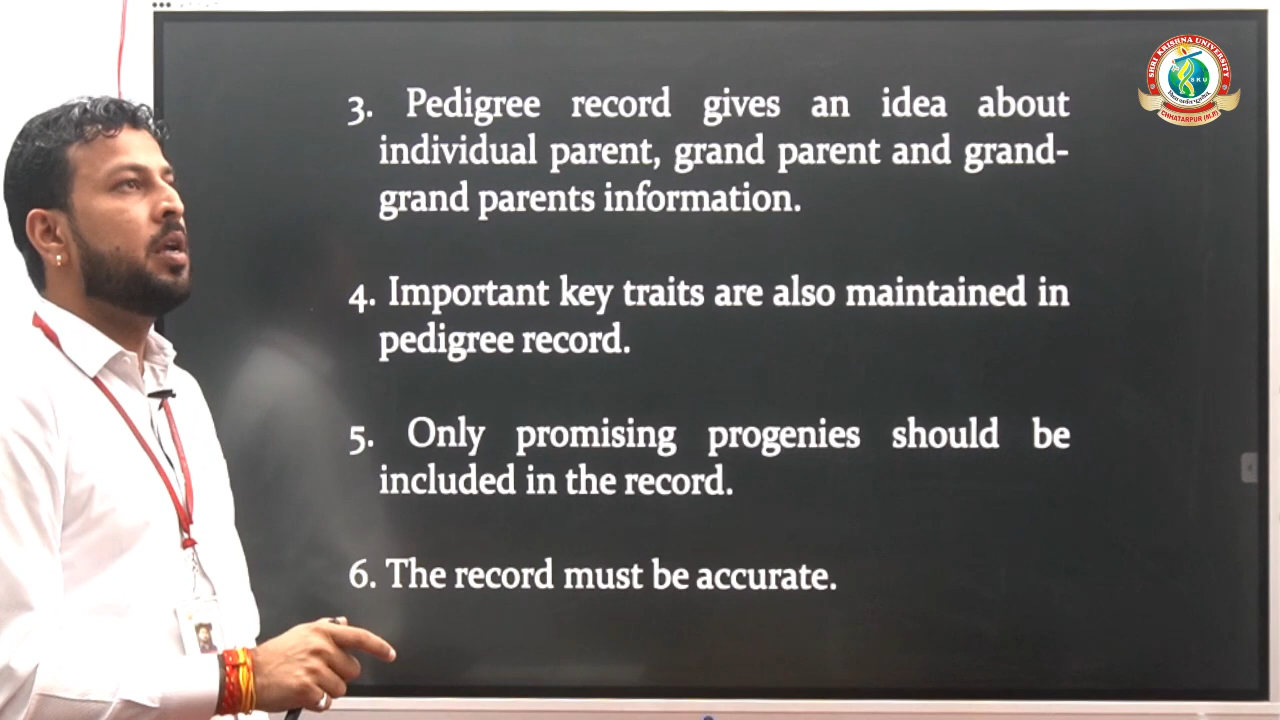 3. Pedigree record gives an idea about
individual parent, grand parent and grand-
grand parents information.
4. Important key traits are also maintained in
pedigree record.
5. Only promising progenies should be
included in the record.
6. The record must be accurate.
SHRI KRISHNA UNIVERSITY
SKU
CHHATARPUR (M.P.)